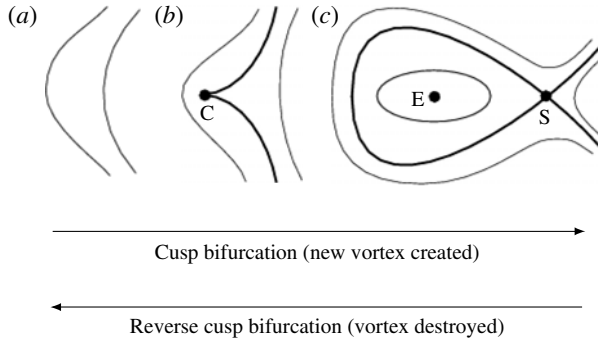 (a) (b) (c)
C
E
S
Cusp bifurcation (new vortex created)
Reverse cusp bifurcation (vortex destroyed)